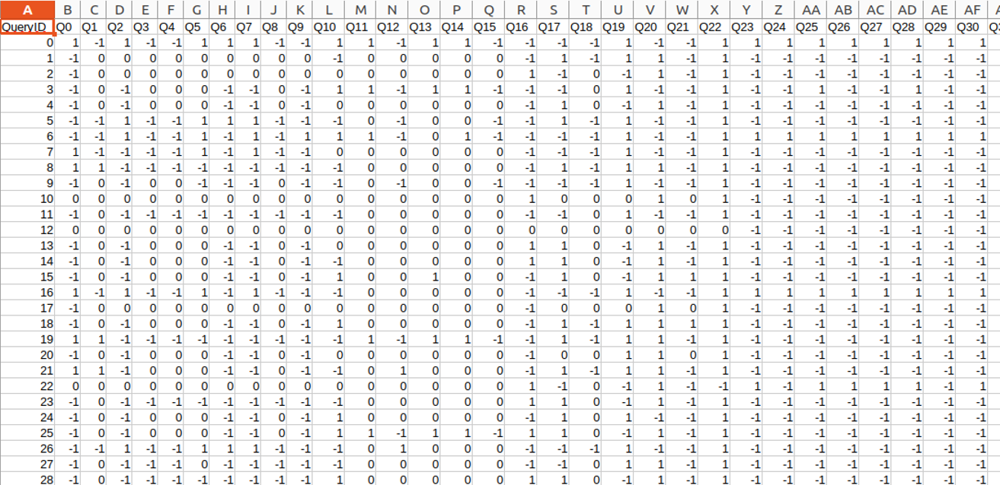 A B C D E F G H I J K L M N O P Q R S T U V W X Y Z AA AB AC AD AE AF
QueryID Q0 Q1 Q2 Q3 Q4 Q5 Q6 Q7 Q8 Q9 Q10 Q11 Q12 Q13 Q14 Q15 Q16 Q17 Q18 Q19 Q20 Q21 Q22 Q23 Q24 Q25 Q26 Q27 Q28 Q29 Q30
0 1 -1 1 -1 -1 1 1 1 -1 -1 1 1 -1 1 1 -1 -1 -1 -1 1 -1 -1 1 1 1 1 1 1 1 1 1
1 -1 0 0 0 0 0 0 0 0 0 -1 0 0 0 0 0 -1 1 -1 1 1 -1 1 -1 -1 -1 -1 -1 -1 -1 -1
2 -1 0 0 0 0 0 0 0 0 0 0 0 0 0 0 0 1 -1 0 -1 1 -1 1 -1 -1 -1 -1 -1 -1 -1 -1
3 -1 0 -1 0 0 0 -1 -1 0 -1 1 1 -1 1 1 -1 -1 -1 0 1 -1 -1 1 -1 -1 -1 1 -1 -1 -1 -1
4 -1 0 -1 0 0 0 -1 -1 0 -1 0 0 0 0 0 0 -1 1 0 -1 1 -1 1 -1 -1 -1 -1 -1 -1 -1 -1
5 -1 -1 1 -1 -1 1 1 1 -1 -1 -1 0 -1 0 0 -1 -1 1 -1 1 -1 -1 1 -1 -1 -1 -1 -1 -1 -1 -1
6 -1 -1 1 -1 -1 1 -1 1 -1 1 1 1 -1 0 1 -1 -1 -1 -1 1 -1 -1 1 1 1 1 1 1 1 1 1
7 1 -1 -1 -1 -1 1 -1 1 -1 -1 0 0 0 0 0 0 -1 -1 -1 1 -1 -1 1 -1 -1 -1 -1 -1 -1 -1 -1
8 1 1 -1 -1 -1 -1 -1 -1 -1 -1 -1 0 0 0 0 0 -1 1 -1 1 1 -1 1 -1 -1 -1 -1 -1 -1 -1 -1
9 -1 0 -1 0 0 -1 -1 -1 0 -1 -1 0 -1 0 0 -1 -1 -1 -1 1 -1 -1 1 -1 -1 -1 -1 -1 -1 -1 -1
10 0 0 0 0 0 0 0 0 0 0 0 0 0 0 0 0 1 0 0 0 1 0 1 -1 -1 -1 -1 -1 -1 -1 -1
11 -1 0 -1 -1 -1 -1 -1 -1 -1 -1 -1 0 0 0 0 0 -1 -1 0 1 -1 -1 1 -1 -1 -1 -1 -1 -1 -1 -1
12 0 0 0 0 0 0 0 0 0 0 0 0 0 0 0 0 0 0 0 0 0 0 0 -1 -1 -1 -1 -1 -1 -1 -1
13 -1 0 -1 0 0 0 -1 -1 0 -1 0 0 0 0 0 0 1 1 0 -1 1 -1 1 -1 -1 -1 -1 -1 -1 -1 -1
14 -1 0 -1 0 0 0 -1 -1 0 -1 -1 0 0 0 0 0 1 1 0 -1 1 -1 1 -1 -1 -1 -1 -1 -1 -1 -1
15 -1 0 -1 0 0 0 -1 -1 0 -1 1 0 0 1 0 0 -1 1 0 -1 1 1 1 -1 -1 -1 -1 -1 -1 -1 -1
16 1 -1 1 -1 -1 1 -1 1 -1 -1 -1 0 0 0 0 0 -1 -1 -1 1 -1 -1 1 1 1 1 1 1 1 1 1
17 -1 0 0 0 0 0 0 0 0 0 0 0 0 0 0 0 -1 0 0 0 1 0 1 -1 -1 -1 -1 -1 -1 -1 -1
18 -1 0 -1 0 0 0 -1 -1 0 -1 1 0 0 0 0 0 -1 1 -1 1 1 1 1 -1 -1 -1 -1 -1 -1 -1 -1
19 1 1 -1 -1 -1 -1 -1 -1 -1 -1 -1 1 -1 1 1 -1 -1 1 -1 1 1 -1 1 -1 -1 -1 -1 -1 -1 -1 -1
20 -1 0 -1 0 0 0 -1 -1 0 -1 0 0 0 0 0 0 -1 0 0 1 1 0 1 -1 -1 -1 -1 -1 -1 -1 -1
21 1 1 -1 0 0 0 -1 -1 0 -1 -1 0 1 0 0 0 -1 1 -1 1 1 -1 1 -1 -1 -1 -1 -1 -1 -1 -1
22 0 0 0 0 0 0 0 0 0 0 0 0 0 0 0 0 1 -1 0 -1 1 -1 -1 1 -1 1 1 1 1 -1 1
23 -1 0 -1 -1 -1 -1 -1 -1 -1 -1 -1 0 0 0 0 0 1 1 0 -1 1 -1 1 -1 -1 -1 -1 -1 -1 -1 -1
24 -1 0 -1 0 0 0 -1 -1 0 -1 1 0 0 0 0 0 -1 1 0 1 -1 -1 1 -1 -1 -1 -1 -1 -1 -1 -1
25 -1 0 -1 0 0 0 -1 -1 0 -1 1 1 -1 1 1 -1 1 1 0 -1 1 -1 1 -1 -1 -1 -1 -1 -1 -1 -1
26 -1 -1 1 -1 -1 1 1 1 -1 -1 -1 0 1 0 0 0 -1 -1 -1 1 -1 -1 1 -1 -1 -1 -1 -1 -1 -1 -1
27 -1 0 -1 -1 -1 0 -1 -1 -1 -1 -1 0 0 0 0 0 -1 -1 0 1 -1 -1 1 -1 -1 -1 -1 -1 -1 -1 -1
28 -1 0 -1 -1 -1 -1 -1 -1 -1 -1 1 0 0 0 0 0 1 1 0 -1 1 -1 1 -1 -1 -1 -1 -1 -1 -1 -1